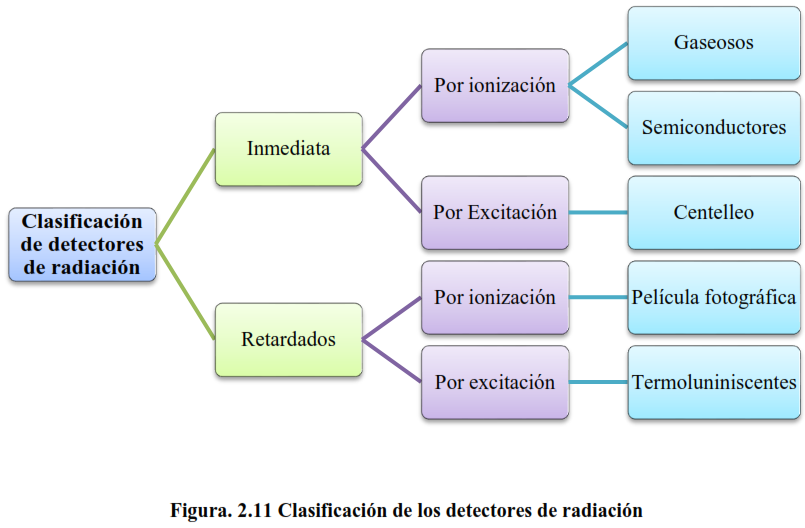 Clasificación
de detectores
de radiación
Inmediata
Por ionización
Gaseosos
Semiconductores
Por Excitación
Centelleo
Retardados
Por ionización
Película fotográfica
Por excitación
Termoluniniscentes
Figura. 2.11 Clasificación de los detectores de radiación